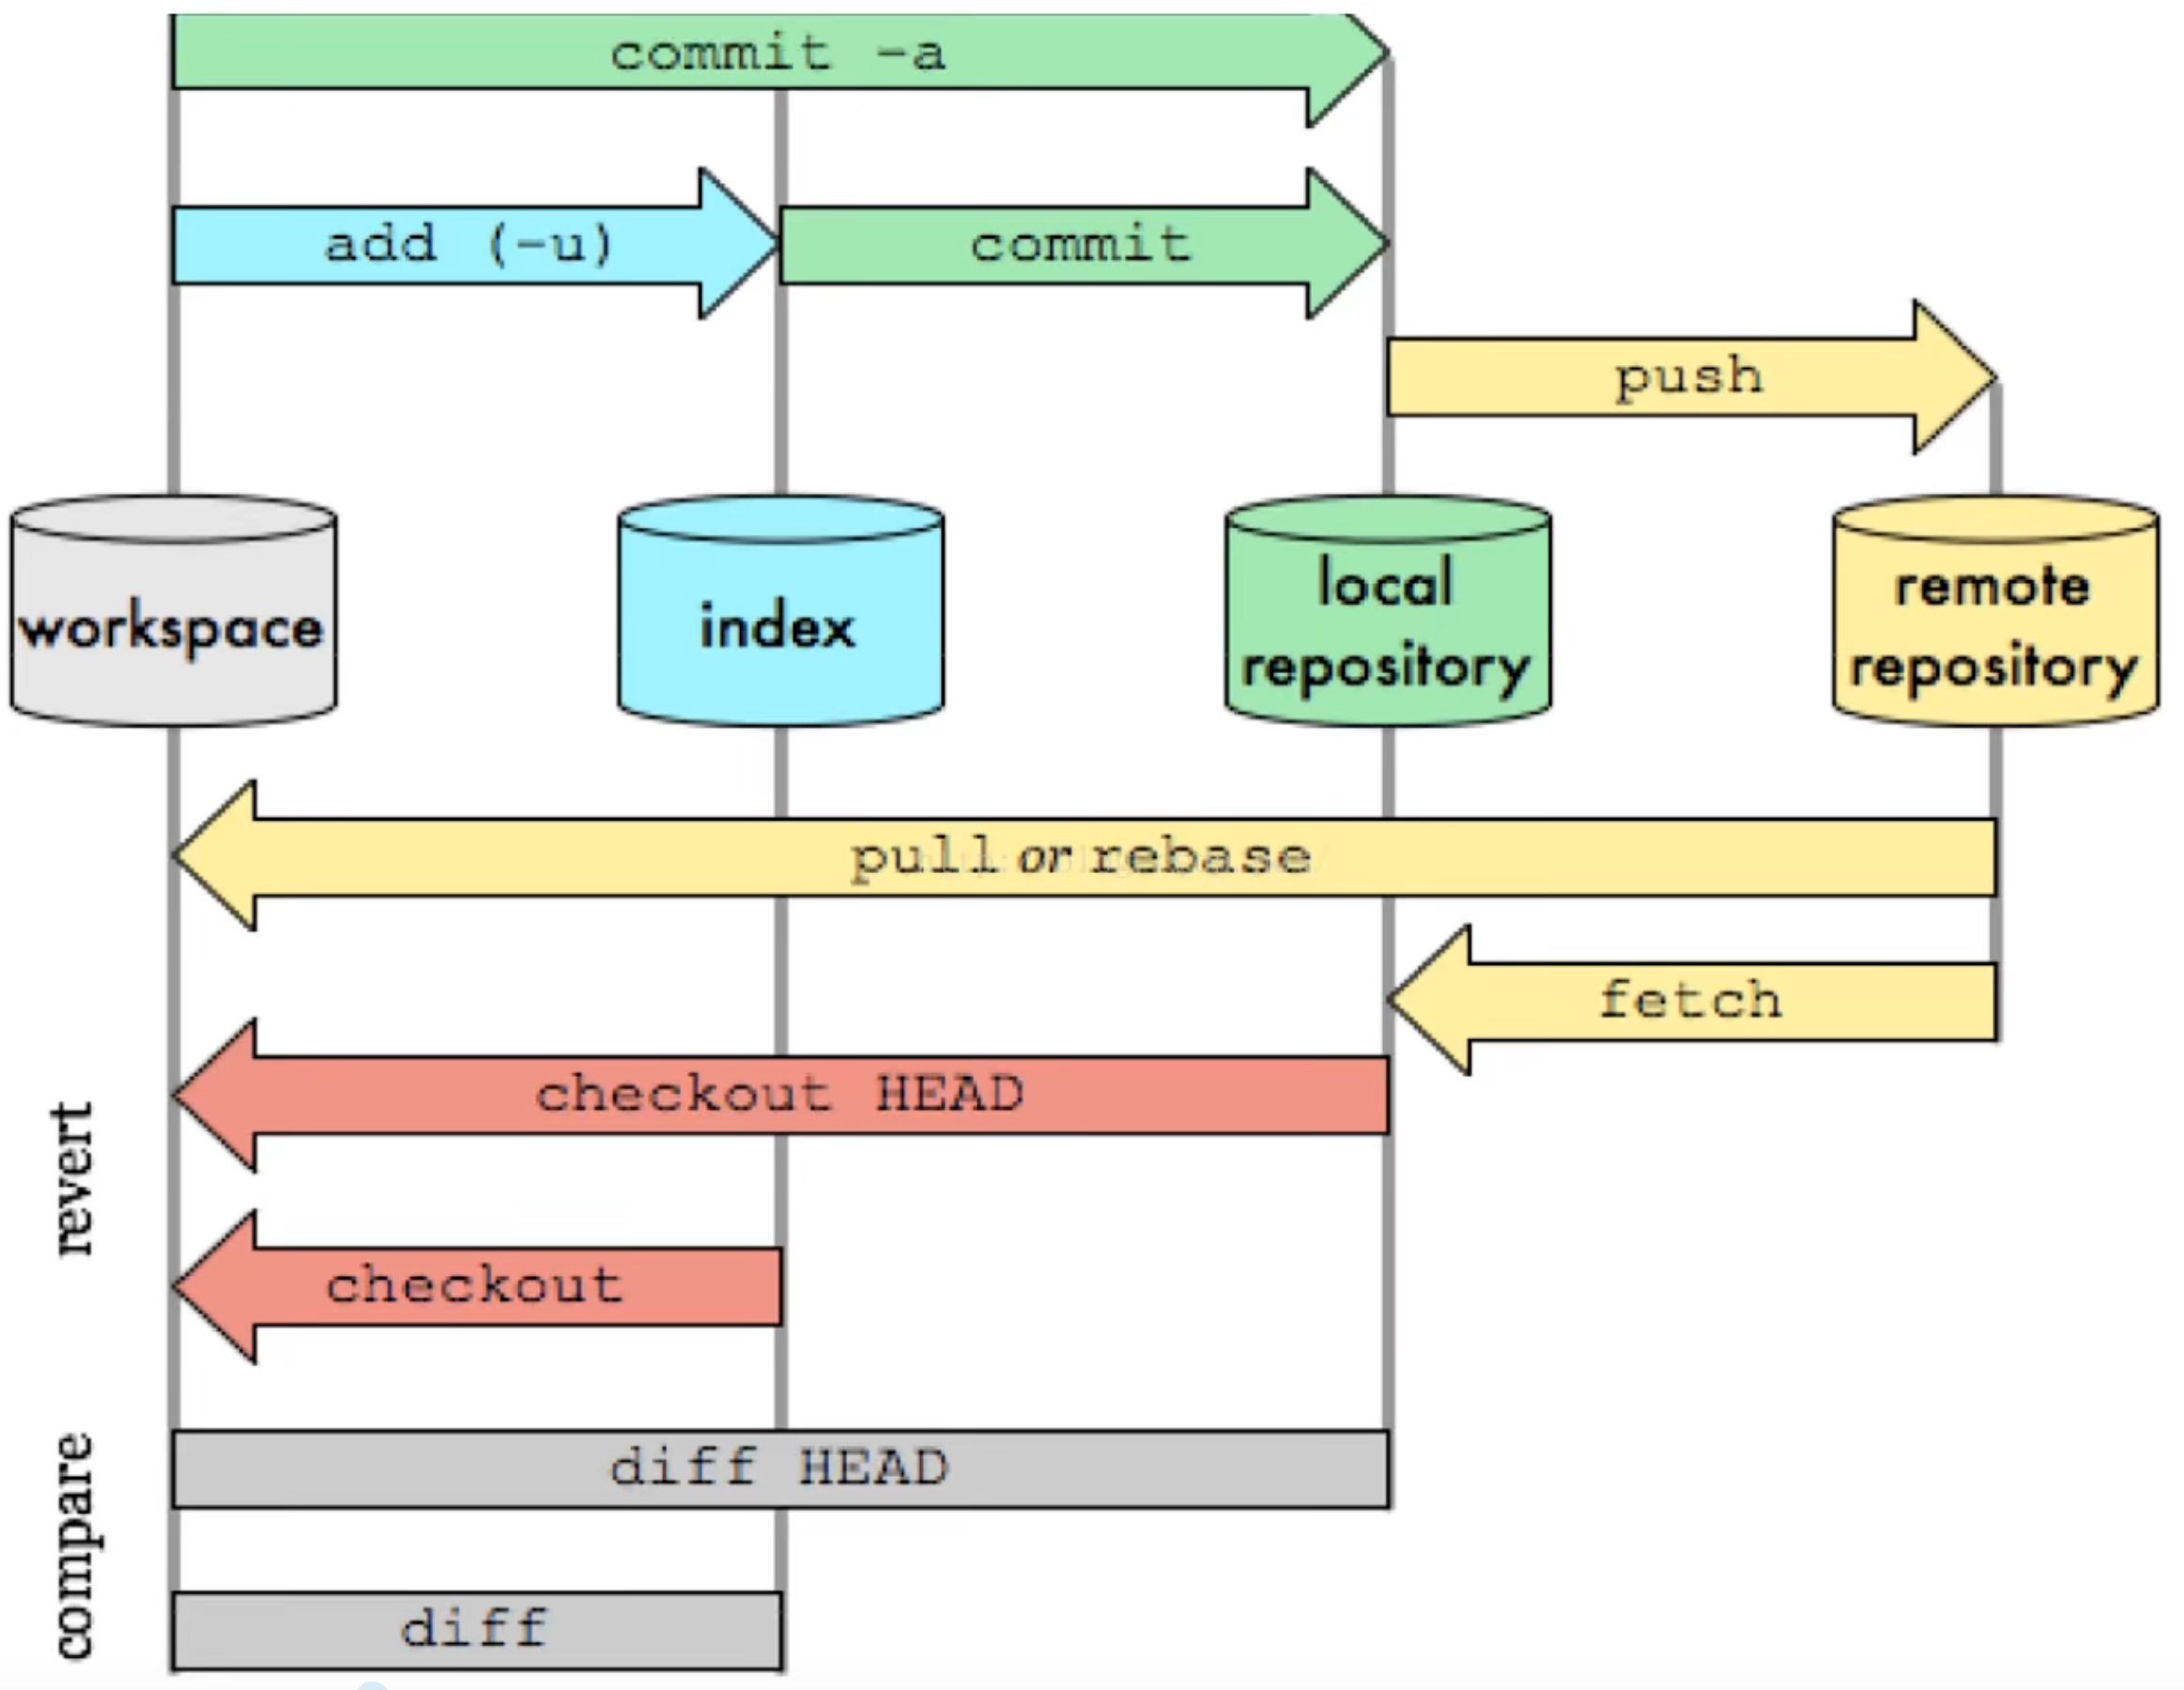 commit -a
add (-u)
commit
push
workspace
index
local
repository
remote
repository
pull or rebase
fetch
revert
checkout HEAD
checkout
compare
diff HEAD
diff